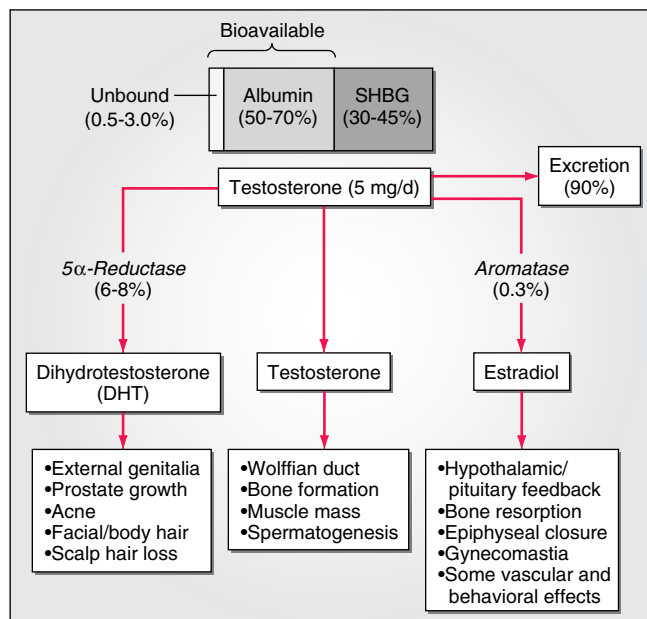 Bioavailable
Unbound
(0.5-3.0%)
Albumin
(50-70%)
SHBG
(30-45%)
Testosterone (5 mg/d)
Excretion
(90%)
5α-Reductase
(6-8%)
Aromatase
(0.3%)
Dihydrotestosterone
(DHT)
Testosterone
Estradiol
•External genitalia
•Prostate growth
•Acne
•Facial/body hair
•Scalp hair loss
•Wolffian duct
•Bone formation
•Muscle mass
•Spermatogenesis
•Hypothalamic/
pituitary feedback
•Bone resorption
•Epiphyseal closure
•Gynecomastia
•Some vascular and
behavioral effects